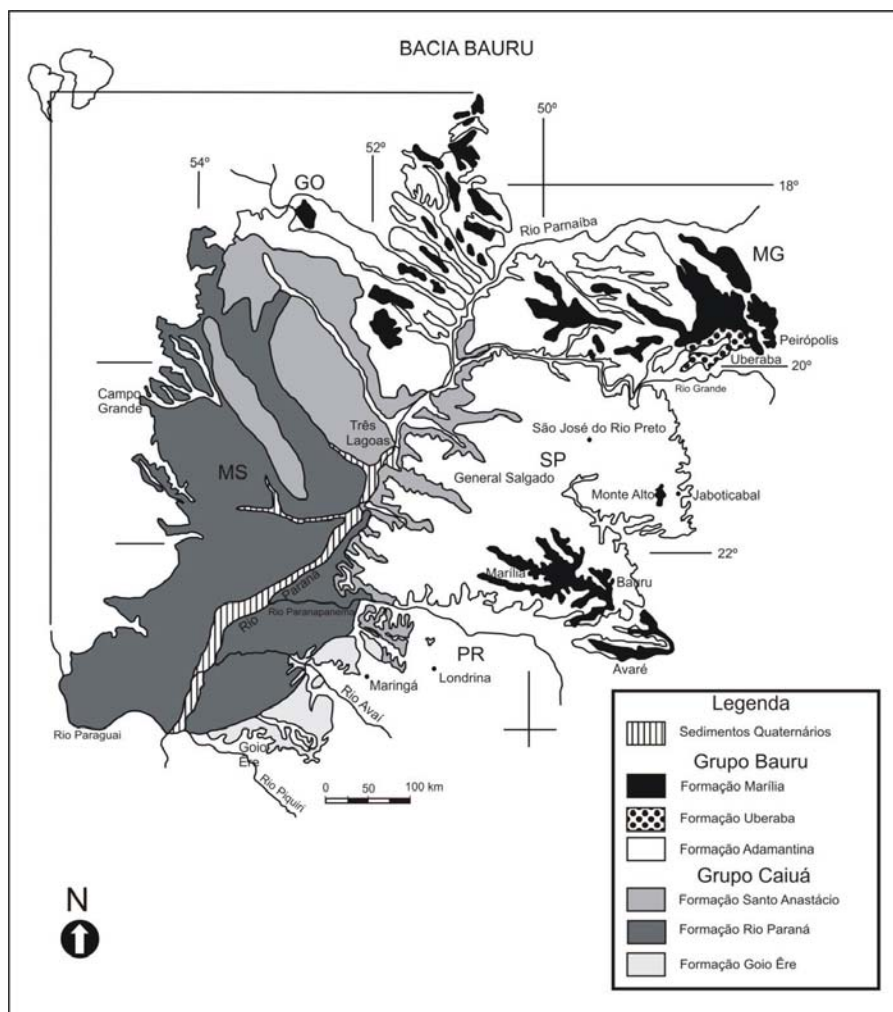 BACIA BAURU
50º
52º
54º
18º
GO
Rio Parnaíba
MG
Peirópolis
Uberaba
20º
Rio Grande
Campo
Grande
Três
Lagoas
São José do Rio Preto
SP
MS
General Salgado
Monte Alto
Jaboticabal
22º
Marília
Bauru
Rio Paraná
Rio Paranapanema
PR
Avaré
Maringá
Londrina
Rio Avaí
Rio Paraguai
Goio
Ere
Rio Piquirí
0 50 100 km
N
Legenda
Sedimentos Quaternários
Grupo Bauru
Formação Marília
Formação Uberaba
Formação Adamantina
Grupo Caiuá
Formação Santo Anastácio
Formação Rio Paraná
Formação Goio Êre